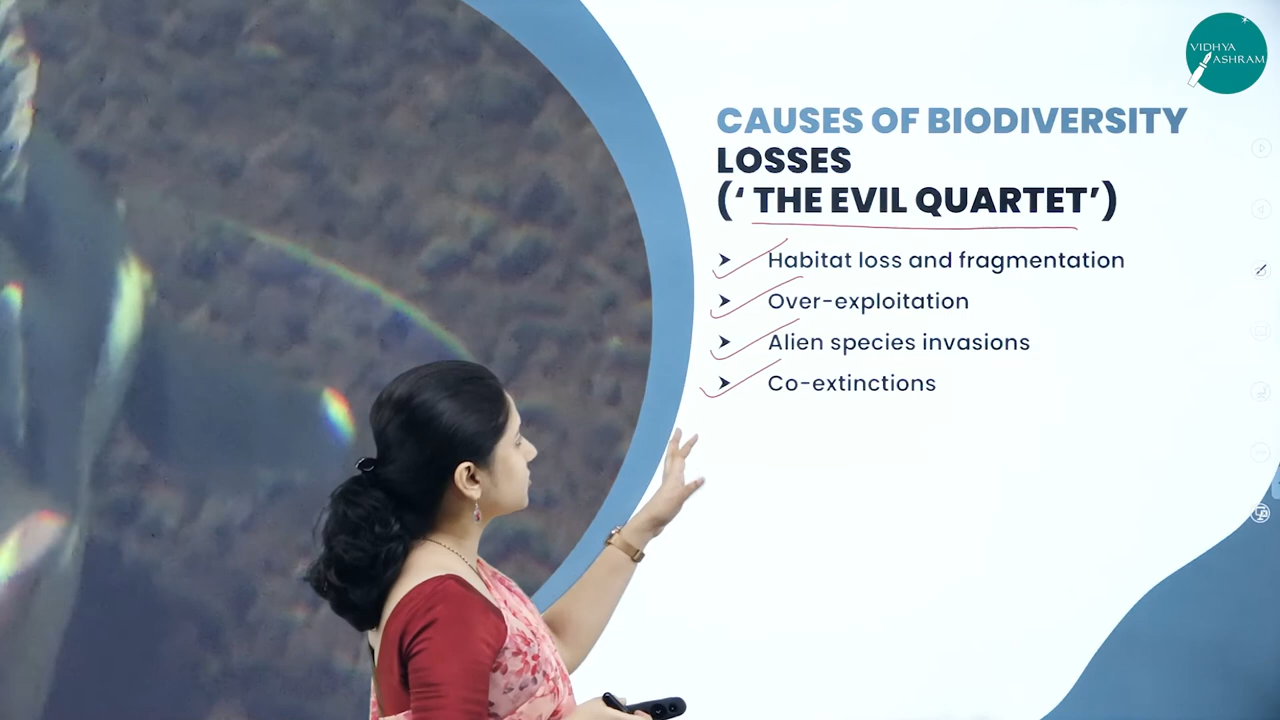 VIDHYA
ASHRAM
CAUSES OF BIODIVERSITY
LOSSES
(‘ THE EVIL QUARTET’)
➤ Habitat loss and fragmentation
➤ Over-exploitation
➤ Alien species invasions
➤ Co-extinctions